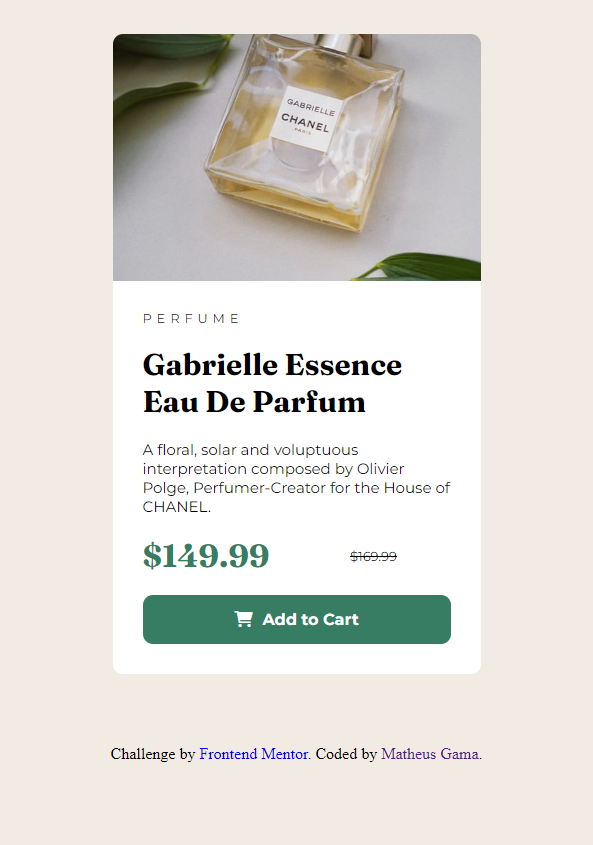 GABRIELLE
CHANEL
PARIS
PERFUME
Gabrielle Essence
Eau De Parfum
A floral, solar and voluptuous
interpretation composed by Olivier
Polge, Perfumer-Creator for the House of
CHANEL.
$149.99 $169.99
Add to Cart
Challenge by Frontend Mentor. Coded by Matheus Gama.